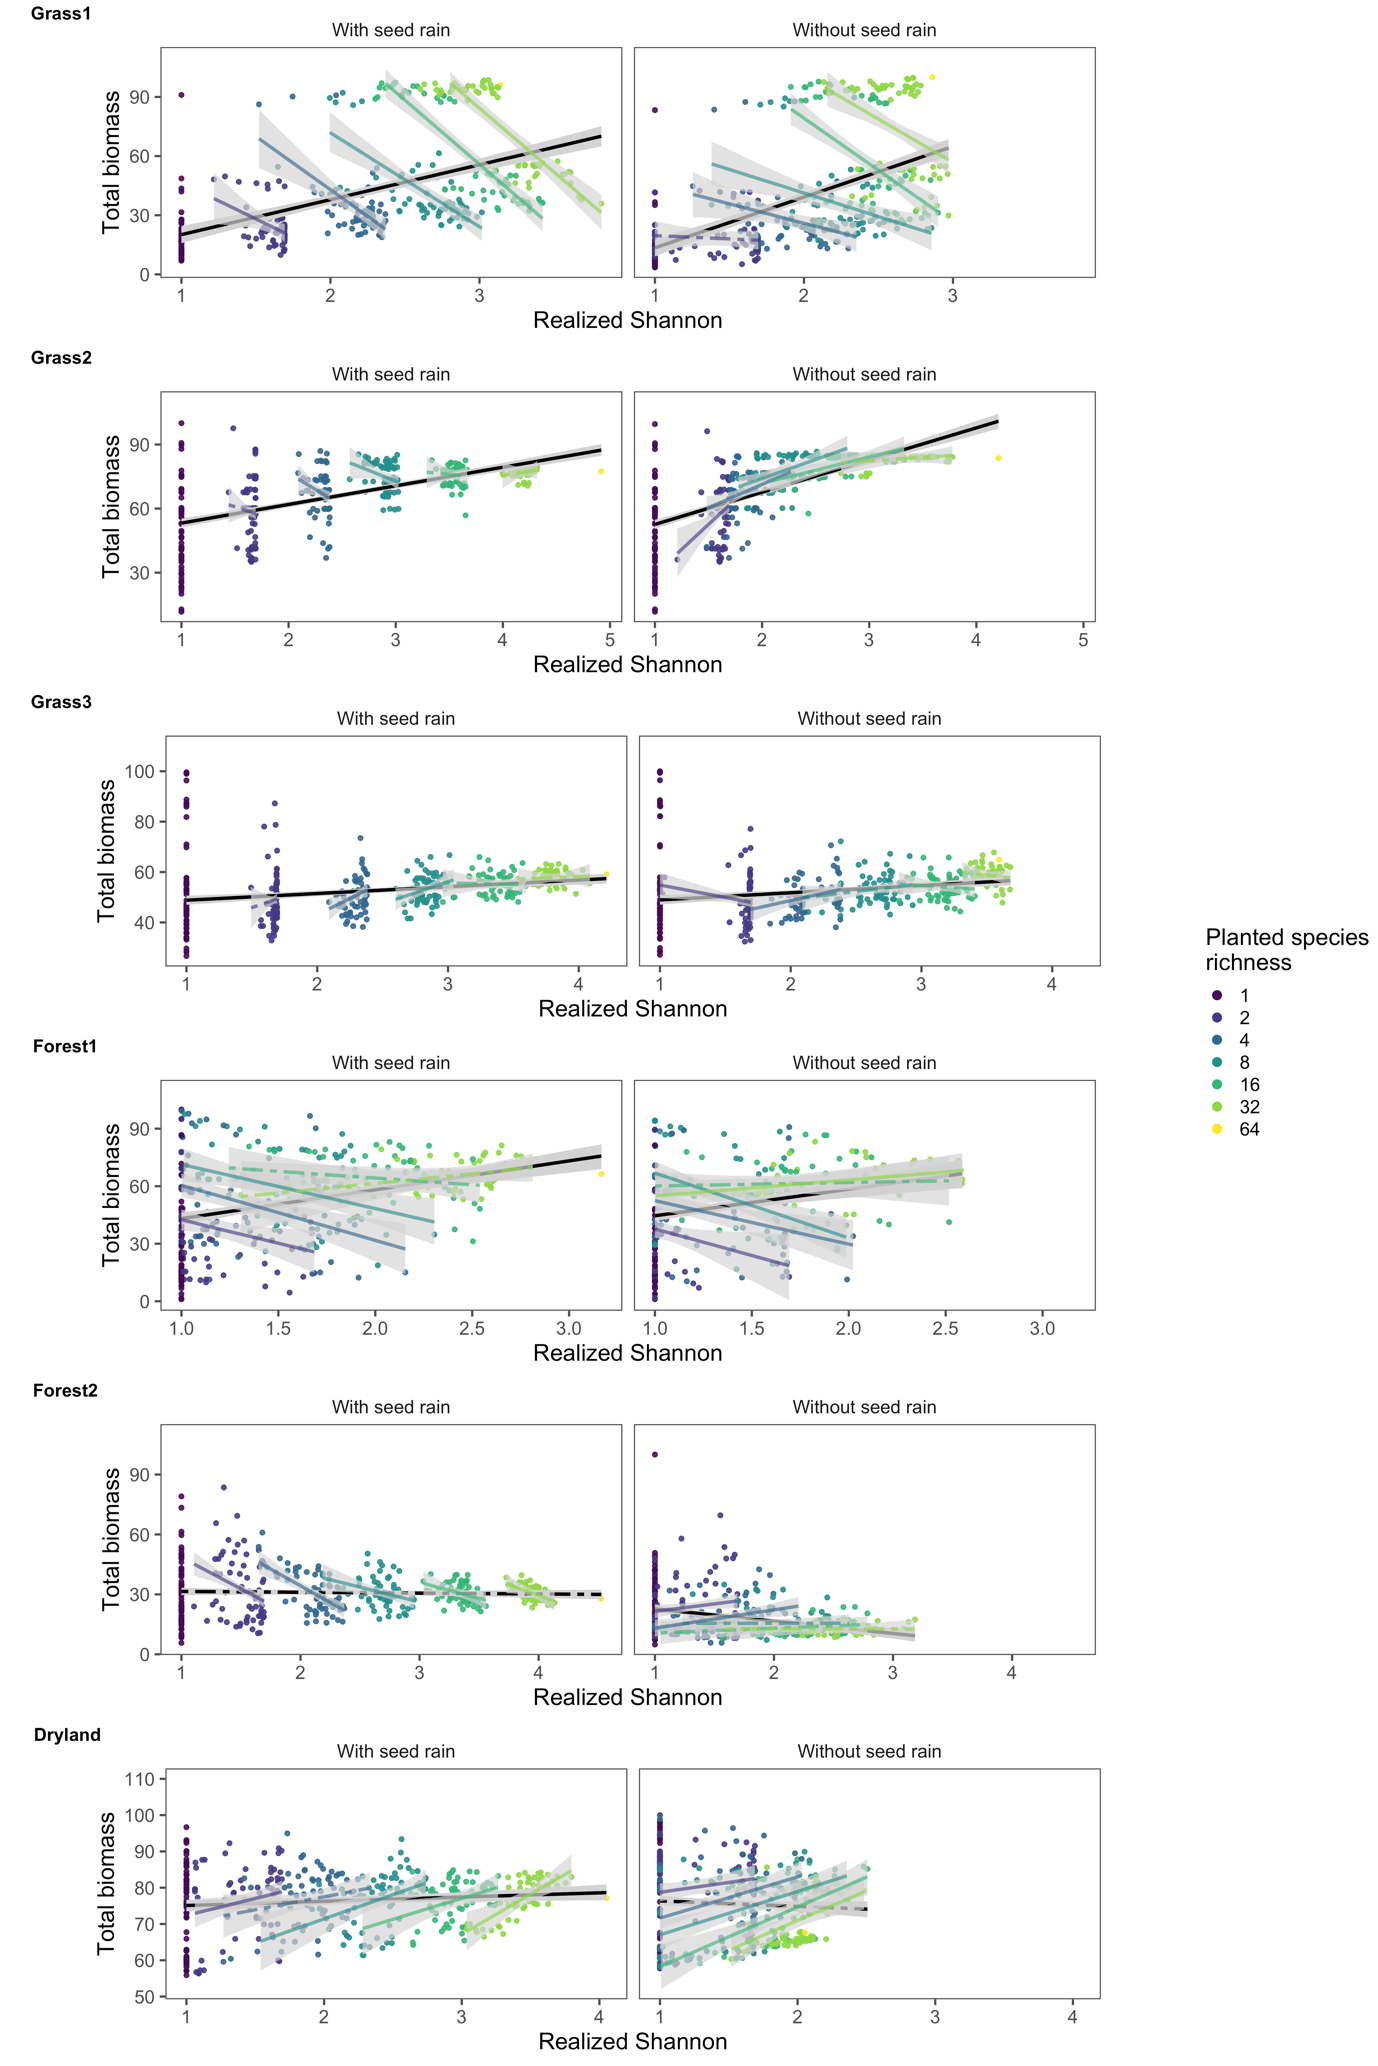 Grass1
With seed rain
Without seed rain
Total biomass
90
60
30
0
1 2 3
1 2 3
Realized Shannon
Grass2
With seed rain
Without seed rain
Total biomass
90
60
30
1 2 3 4 5
1 2 3 4 5
Realized Shannon
Grass3
With seed rain
Without seed rain
Total biomass
100
80
60
40
1 2 3 4
1 2 3 4
Realized Shannon
Planted species
richness
1
2
4
8
16
32
64
Forest1
With seed rain
Without seed rain
Total biomass
90
60
30
0
1.0 1.5 2.0 2.5 3.0
1.0 1.5 2.0 2.5 3.0
Realized Shannon
Forest2
With seed rain
Without seed rain
Total biomass
90
60
30
0
1 2 3 4
1 2 3 4
Realized Shannon
Dryland
With seed rain
Without seed rain
Total biomass
110
100
90
80
70
60
50
1 2 3 4
1 2 3 4
Realized Shannon